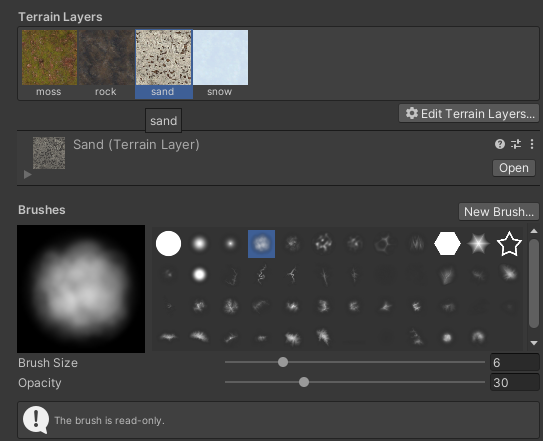 Terrain Layers
moss rock sand snow
sand
Edit Terrain Layers...
Sand (Terrain Layer)
Open
Brushes
New Brush...
Brush Size 6
Opacity 30
The brush is read-only.